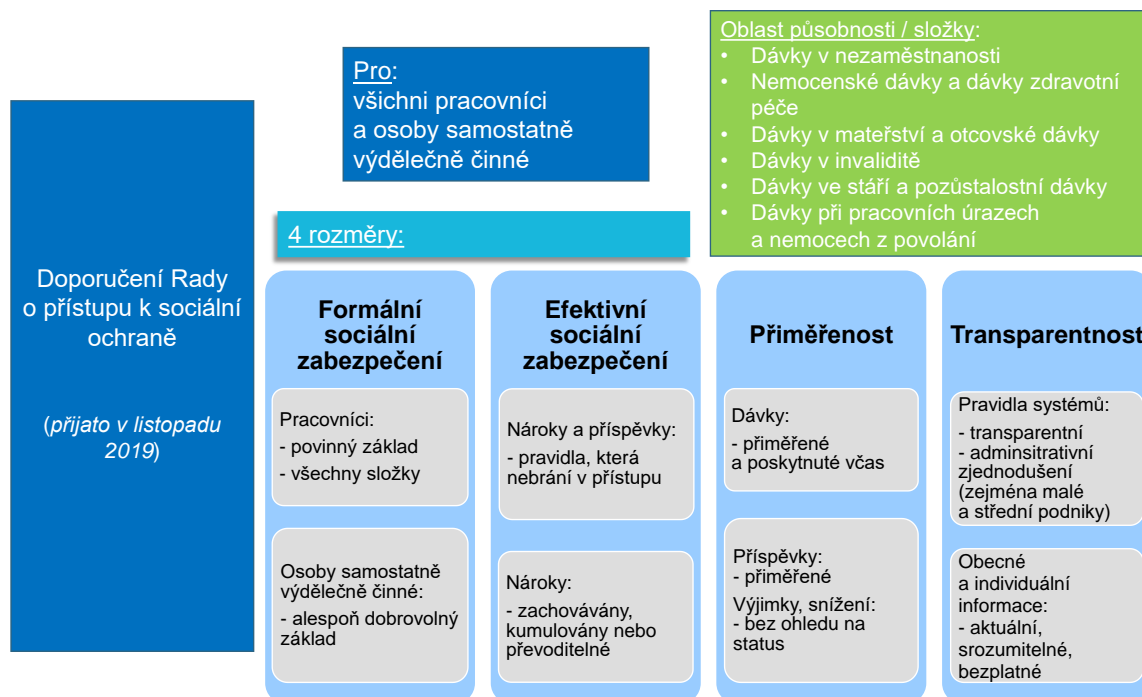 Doporučení Rady
o přístupu k sociální
ochraně
(přijato v listopadu
2019)
Pro:
všichni pracovníci
a osoby samostatně
výdělečně činné
Oblast působnosti / složky:
• Dávky v nezaměstnanosti
• Nemocenské dávky a dávky zdravotní
péče
• Dávky v mateřství a otcovské dávky
• Dávky v invaliditě
• Dávky ve stáří a pozůstalostní dávky
• Dávky při pracovních úrazech
a nemocech z povolání
4 rozměry:
Formální
sociální
zabezpečení
Pracovníci:
- povinný základ
- všechny složky
Osoby samostatně
výdělečně činné:
- alespoň dobrovolný
základ
Efektivní
sociální
zabezpečení
Nároky a příspěvky:
- pravidla, která
nebrání v přístupu
Nároky:
- zachovávány,
kumulovány nebo
převoditelné
Přiměřenost
Dávky:
- přiměřené
a poskytnuté včas
Příspěvky:
- přiměřené
Výjimky, snížení:
- bez ohledu na
status
Transparentnost
Pravidla systémů:
- transparentní
- adminsitrativní
zjednodušení
(zejména malé
a střední podniky)
Obecné
a individuální
informace:
- aktuální,
srozumitelné,
bezplatné